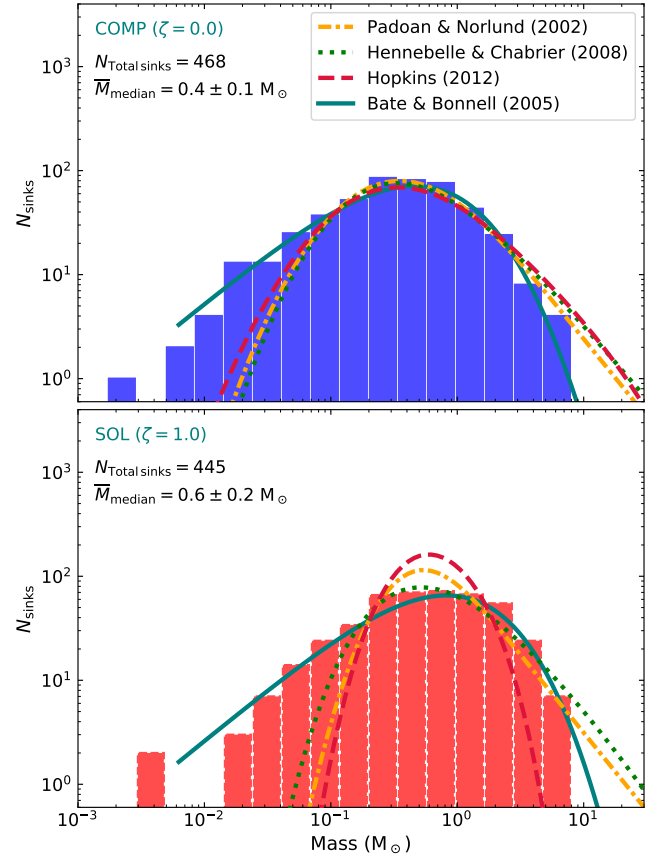 COMP (ζ = 0.0)
N_Total sinks = 468
M̅_median = 0.4 ± 0.1 M⊙
Padoan & Norlund (2002)
Hennebelle & Chabrier (2008)
Hopkins (2012)
Bate & Bonnell (2005)
10³
10²
10¹
10⁰
N_sinks
SOL (ζ = 1.0)
N_Total sinks = 445
M̅_median = 0.6 ± 0.2 M⊙
10³
10²
10¹
10⁰
N_sinks
10⁻³ 10⁻² 10⁻¹ 10⁰ 10¹
Mass (M⊙)